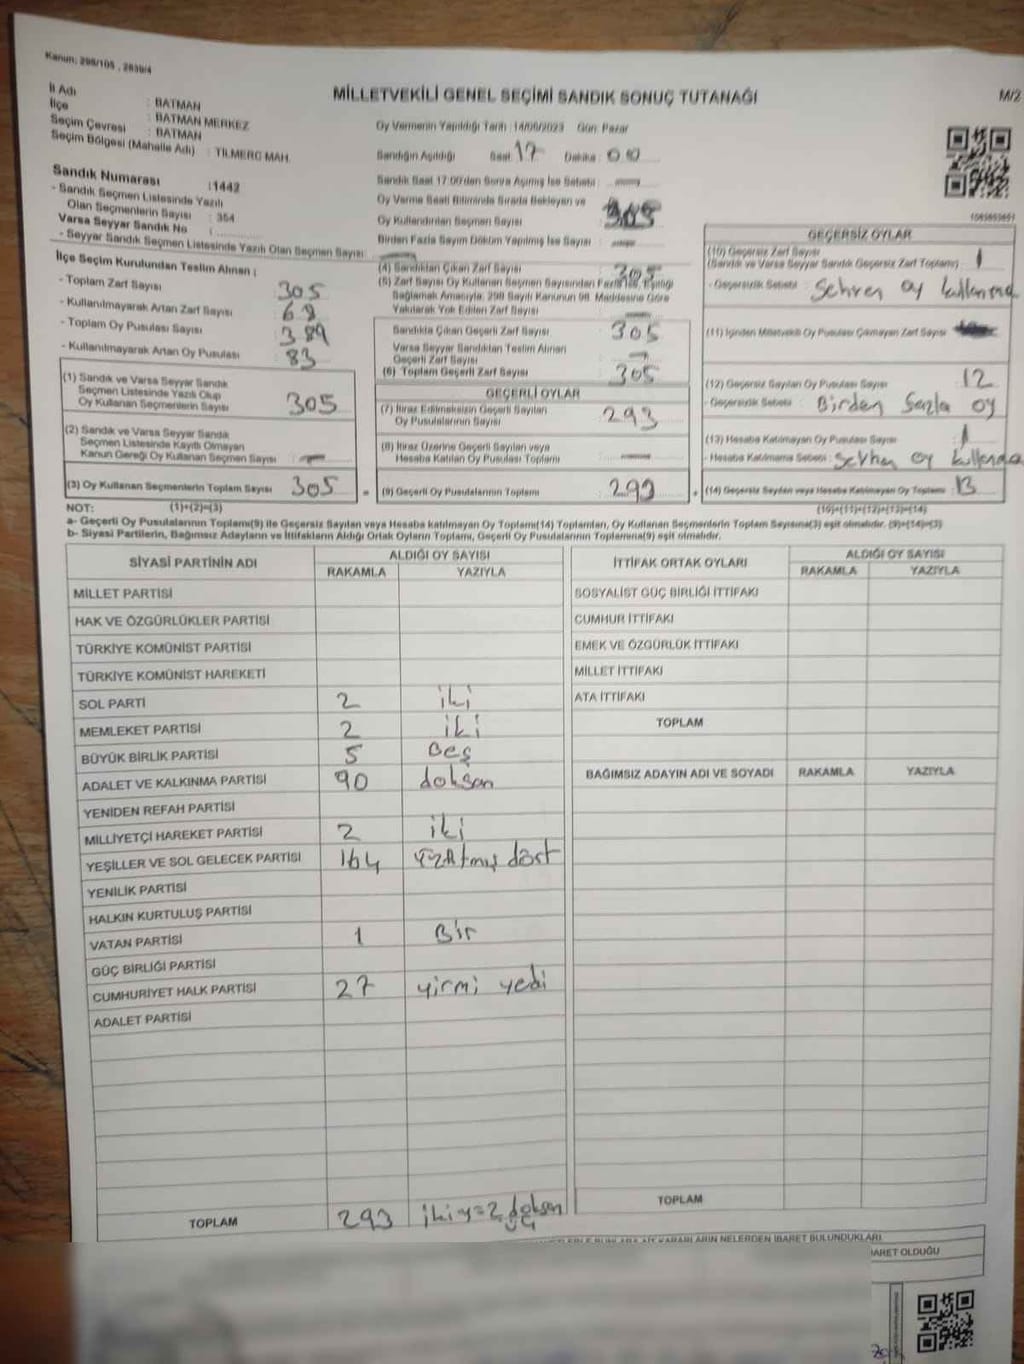 Kanun: 298/105 , 2839/4
MİLLETVEKİLİ GENEL SEÇİMİ SANDIK SONUÇ TUTANAĞI
M/2
İl Adı : BATMAN
İlçe : BATMAN MERKEZ
Seçim Çevresi : BATMAN
Seçim Bölgesi (Mahalle Adı) : TİLMERC MAH.
Oy Vermenin Yapıldığı Tarih :14/05/2023 Gün: Pazar
Sandığın Açıldığı Saat: 17 Dakika : 00
Sandık Saat 17:00'den Sonra Açılmış İse Sebebi :
Oy Verme Saati Bitiminde Sırada Bekleyen ve
Oy Kullandırılan Seçmen Sayısı : 305
Birden Fazla Sayım Döküm Yapılmış İse Sayısı :
Sandık Numarası :1442
- Sandık Seçmen Listesinde Yazılı
Olan Seçmenlerin Sayısı : 354
Varsa Seyyar Sandık No :
- Seyyar Sandık Seçmen Listesinde Yazılı Olan Seçmen Sayısı :
İlçe Seçim Kurulundan Teslim Alınan ;
- Toplam Zarf Sayısı : 305
- Kullanılmayarak Artan Zarf Sayısı : 68
- Toplam Oy Pusulası Sayısı : 389
- Kullanılmayarak Artan Oy Pusulası : 83
(1) Sandık ve Varsa Seyyar Sandık
Seçmen Listesinde Yazılı Olup
Oy Kullanan Seçmenlerin Sayısı 305
(2) Sandık ve Varsa Seyyar Sandık
Seçmen Listesinde Kayıtlı Olmayan
Kanun Gereği Oy Kullanan Seçmen Sayısı :
(3) Oy Kullanan Seçmenlerin Toplam Sayısı 305
(1)+(2)=(3)
(4) Sandıktan Çıkan Zarf Sayısı : 305
(5) Zarf Sayısı Oy Kullanan Seçmen Sayısından Fazla İse, Eşitliği
Sağlamak Amacıyla, 298 Sayılı Kanunun 98. Maddesine Göre
Yakılarak Yok Edilen Zarf Sayısı :
Sandıkta Çıkan Geçerli Zarf Sayısı : 305
Varsa Seyyar Sandıktan Teslim Alınan
Geçerli Zarf Sayısı
(6) Toplam Geçerli Zarf Sayısı : 305
GEÇERLİ OYLAR
(7) İtiraz Edilmeksizin Geçerli Sayılan
Oy Pusulalarının Sayısı : 293
(8) İtiraz Üzerine Geçerli Sayılan veya
Hesaba Katılan Oy Pusulası Toplamı :
= (9) Geçerli Oy Pusulalarının Toplamı : 293
GEÇERSİZ OYLAR
(10) Geçersiz Zarf Sayısı
(Sandık ve Varsa Seyyar Sandık Geçersiz Zarf Toplamı) : 1
- Geçersizlik Sebebi : Sehven oy kullanma
(11) İçinden Milletvekili Oy Pusulası Çıkmayan Zarf Sayısı
(12) Geçersiz Sayılan Oy Pusulası Sayısı : 12
- Geçersizlik Sebebi : Birden fazla oy
(13) Hesaba Katılmayan Oy Pusulası Sayısı : 1
- Hesaba Katılmama Sebebi : Sehven oy kullanma
+ (14) Geçersiz Sayılan veya Hesaba Katılmayan Oy Toplamı : 13
(10)+(11)+(12)+(13)=(14)
NOT:
a- Geçerli Oy Pusulasının Toplamı(9) ile Geçersiz Sayılan veya Hesaba katılmayan Oy Toplamı(14) Toplamları, Oy Kullanan Seçmenlerin Toplam Sayısına(3) eşit olmalıdır. (9)+(14)=(3)
b- Siyasi Partilerin, Bağımsız Adayların ve İttifakların Aldığı Ortak Oyların Toplamı, Geçerli Oy Pusulalarının Toplamına(9) eşit olmalıdır.
SİYASİ PARTİNİN ADI ALDIĞI OY SAYISI
RAKAMLA YAZIYLA
MİLLET PARTİSİ
HAK VE ÖZGÜRLÜKLER PARTİSİ
TÜRKİYE KOMÜNİST PARTİSİ
TÜRKİYE KOMÜNİST HAREKETİ
SOL PARTİ 2 iki
MEMLEKET PARTİSİ 2 iki
BÜYÜK BİRLİK PARTİSİ 5 Beş
ADALET VE KALKINMA PARTİSİ 90 doksan
YENİDEN REFAH PARTİSİ
MİLLİYETÇİ HAREKET PARTİSİ 2 iki
YEŞİLLER VE SOL GELECEK PARTİSİ 164 YüzAtmış dört
YENİLİK PARTİSİ
HALKIN KURTULUŞ PARTİSİ
VATAN PARTİSİ 1 Bir
GÜÇ BİRLİĞİ PARTİSİ
CUMHURİYET HALK PARTİSİ 27 yirmi yedi
ADALET PARTİSİ
TOPLAM 293 ikiyüz doksan üç
İTTİFAK ORTAK OYLARI ALDIĞI OY SAYISI
RAKAMLA YAZIYLA
SOSYALİST GÜÇ BİRLİĞİ İTTİFAKI
CUMHUR İTTİFAKI
EMEK VE ÖZGÜRLÜK İTTİFAKI
MİLLET İTTİFAKI
ATA İTTİFAKI
TOPLAM
BAĞIMSIZ ADAYIN ADI VE SOYADI RAKAMLA YAZIYLA
TOPLAM
KARARLARIN NELERDEN İBARET BULUNDUKLARI
İBARET OLDUĞU